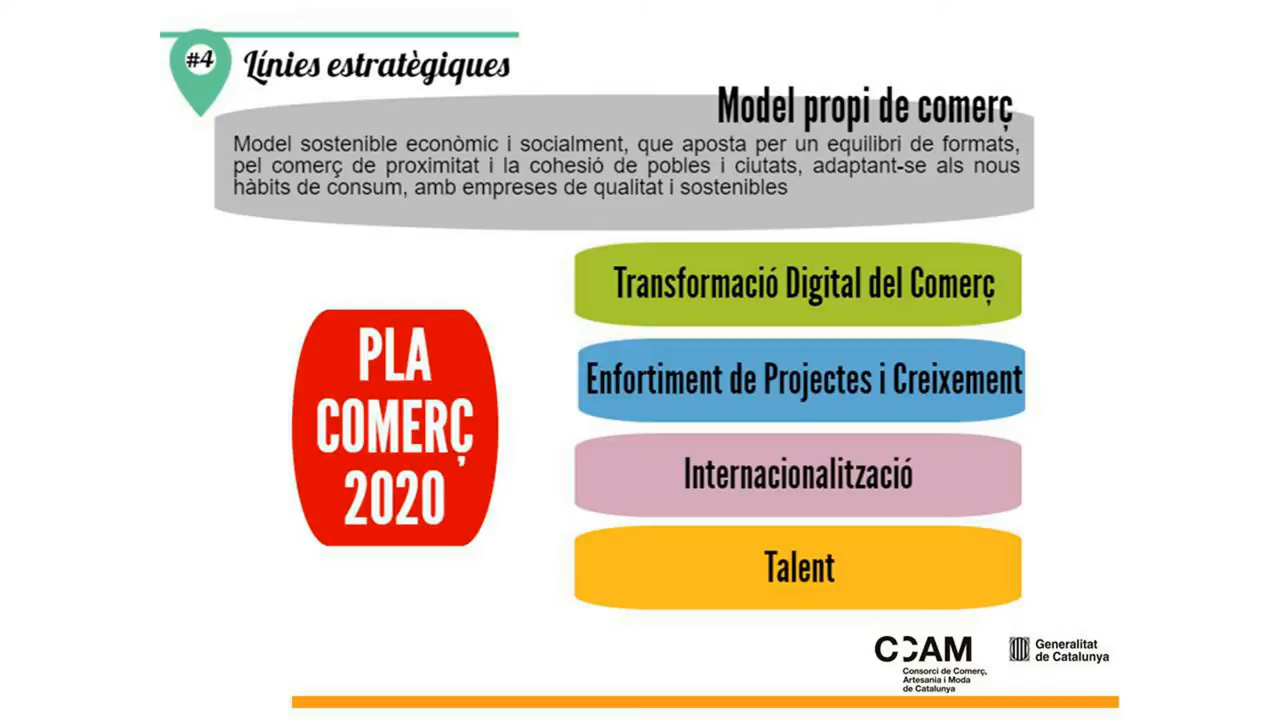 #4
Línies estratègiques
Model propi de comerç
Model sostenible econòmic i socialment, que aposta per un equilibri de formats,
pel comerç de proximitat i la cohesió de pobles i ciutats, adaptant-se als nous
hàbits de consum, amb empreses de qualitat i sostenibles
Transformació Digital del Comerç
Enfortiment de Projectes i Creixement
Internacionalització
Talent
PLA
COMERÇ
2020
CCAM
Consorci de Comerç,
Artesania i Moda
de Catalunya
Generalitat
de Catalunya